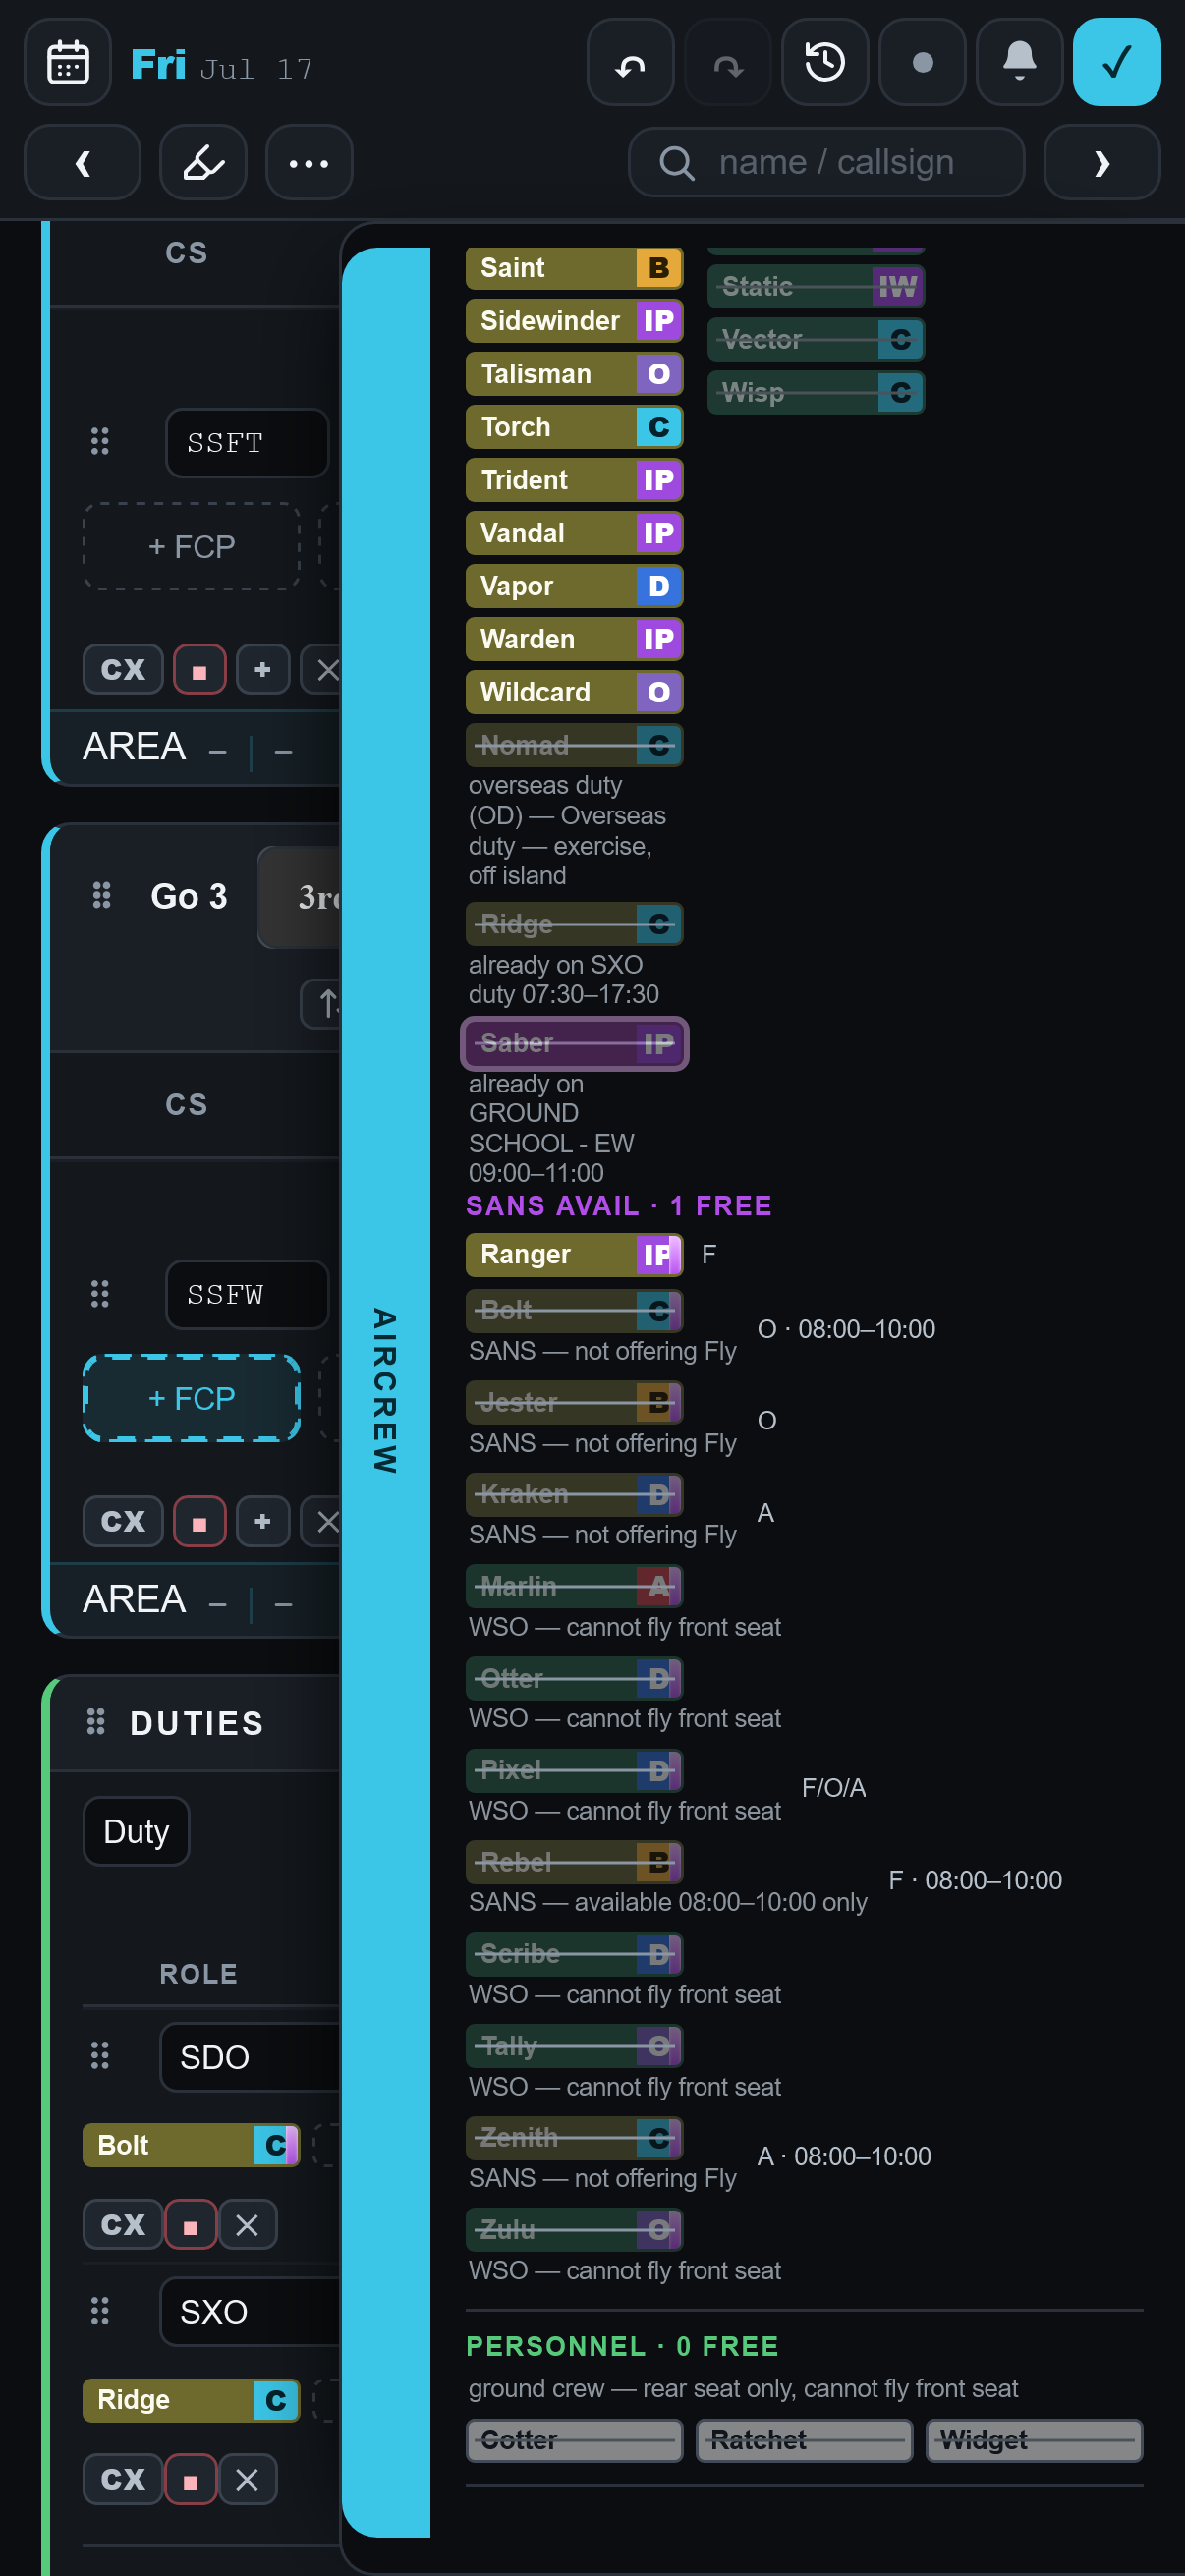 Fri Jul 17
name / callsign
CS
SSFT
+ FCP
CX
AREA – | –
Go 3
CS
SSFW
+ FCP
CX
AREA – | –
DUTIES
Duty
ROLE
SDO
Bolt C
CX
SXO
Ridge C
CX
AIRCREW
Saint B
Sidewinder IP
Talisman O
Torch C
Trident IP
Vandal IP
Vapor D
Warden IP
Wildcard O
Nomad C
overseas duty
(OD) — Overseas
duty — exercise,
off island
Ridge C
already on SXO
duty 07:30–17:30
Saber IP
already on
GROUND
SCHOOL - EW
09:00–11:00
Static IW
Vector C
Wisp C
SANS AVAIL · 1 FREE
Ranger IP F
Bolt C
SANS — not offering Fly O · 08:00–10:00
Jester B
SANS — not offering Fly O
Kraken D
SANS — not offering Fly A
Marlin A
WSO — cannot fly front seat
Otter D
WSO — cannot fly front seat
Pixel D
WSO — cannot fly front seat F/O/A
Rebel B
SANS — available 08:00–10:00 only F · 08:00–10:00
Scribe D
WSO — cannot fly front seat
Tally O
WSO — cannot fly front seat
Zenith C
SANS — not offering Fly A · 08:00–10:00
Zulu O
WSO — cannot fly front seat
PERSONNEL · 0 FREE
ground crew — rear seat only, cannot fly front seat
Cotter Ratchet Widget